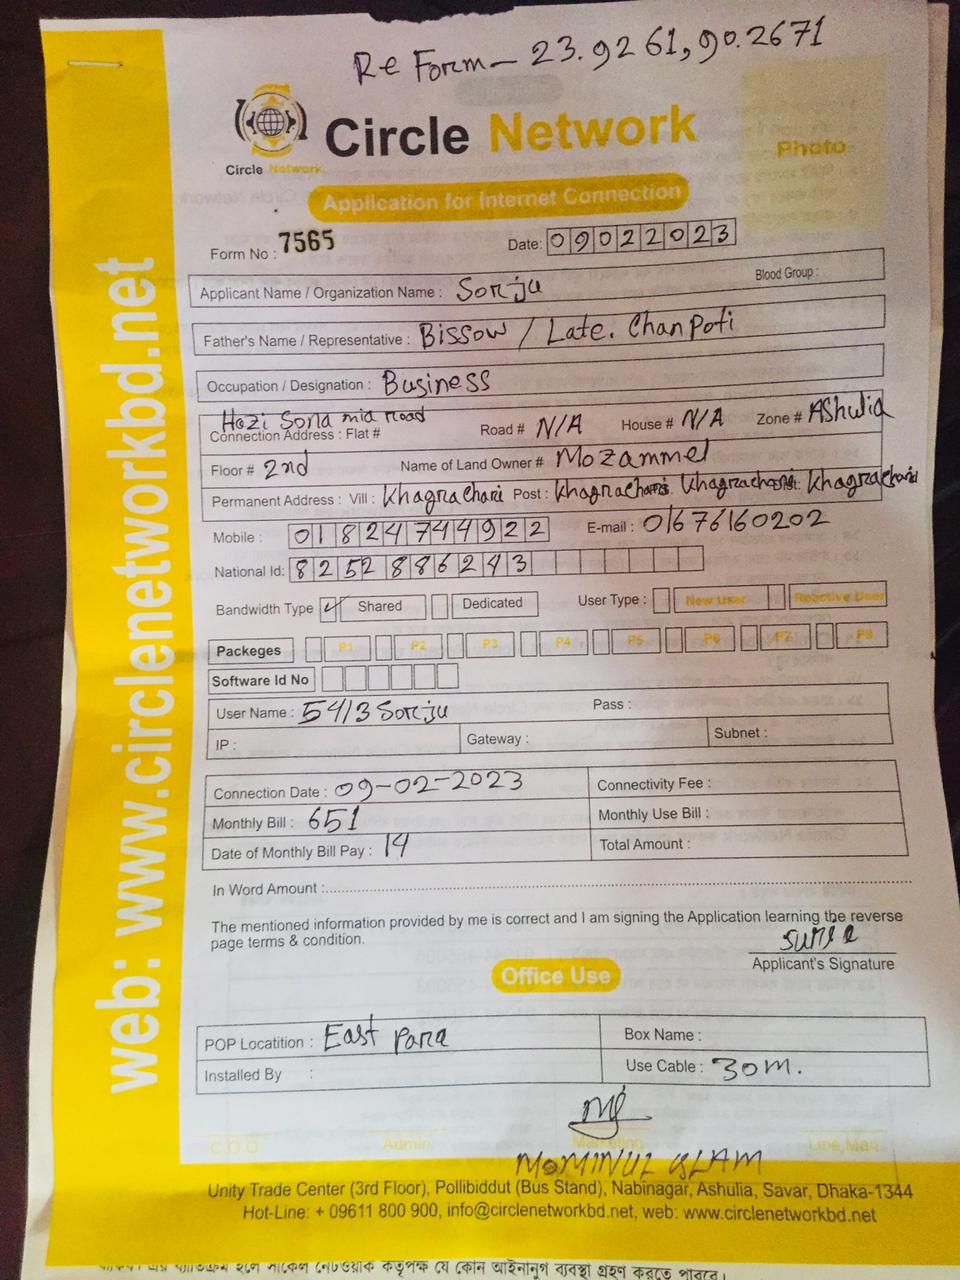 Re Form - 23.9261, 90.2671
Circle Network
Circle Network
Photo
Application for Internet Connection
Form No : 7565 Date: 09022023
Applicant Name / Organization Name : Sorju Blood Group :
Father's Name / Representative : Bissow / Late. Chanpoti
Occupation / Designation : Business
Hazi Sona mia road
Connection Address : Flat # Road # N/A House # N/A Zone # Ashulia
Floor # 2nd Name of Land Owner # Mozammel
Permanent Address : Vill : Khagrachari Post : Khagrachari Khagrachari Dist: Khagrachari
Mobile : 01824744922 E-mail : 01676160202
National Id: 8252886243
Bandwidth Type ✓ Shared Dedicated User Type : New User Reactive User
Packeges P1 P2 P3 P4 P5 P6 P7 P8
Software Id No
User Name : 5413 Sorju Pass :
IP : Gateway : Subnet :
Connection Date : 09-02-2023 Connectivity Fee :
Monthly Bill : 651 Monthly Use Bill :
Date of Monthly Bill Pay : 14 Total Amount :
In Word Amount :
The mentioned information provided by me is correct and I am signing the Application learning the reverse
page terms & condition.
Applicant's Signature
Office Use
POP Locatition : East Para Box Name :
Installed By : Use Cable : 30m.
C.O.O Admin Marketing Line Man
MOMINUL ISLAM
Unity Trade Center (3rd Floor), Pollibiddut (Bus Stand), Nabinagar, Ashulia, Savar, Dhaka-1344
Hot-Line: + 09611 800 900, info@circlenetworkbd.net, web: www.circlenetworkbd.net
web: www.circlenetworkbd.net
কর্তৃপক্ষ যে কোন আইনানুগ ব্যবস্থা গ্রহণ করতে পারবে।